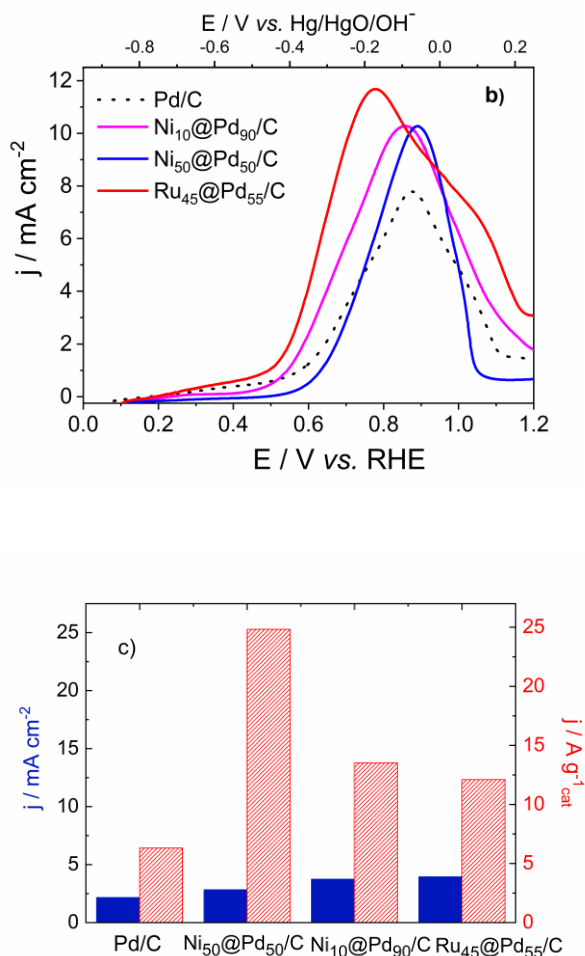 E / V vs. Hg/HgO/OH⁻
-0.8 -0.6 -0.4 -0.2 0.0 0.2
b)
Pd/C
Ni₁₀@Pd₉₀/C
Ni₅₀@Pd₅₀/C
Ru₄₅@Pd₅₅/C
12
10
8
6
4
2
0
j / mA cm⁻²
0.0 0.2 0.4 0.6 0.8 1.0 1.2
E / V vs. RHE
c)
25
20
15
10
5
0
j / mA cm⁻²
25
20
15
10
5
0
j / A g⁻¹cat
Pd/C Ni₅₀@Pd₅₀/C Ni₁₀@Pd₉₀/C Ru₄₅@Pd₅₅/C